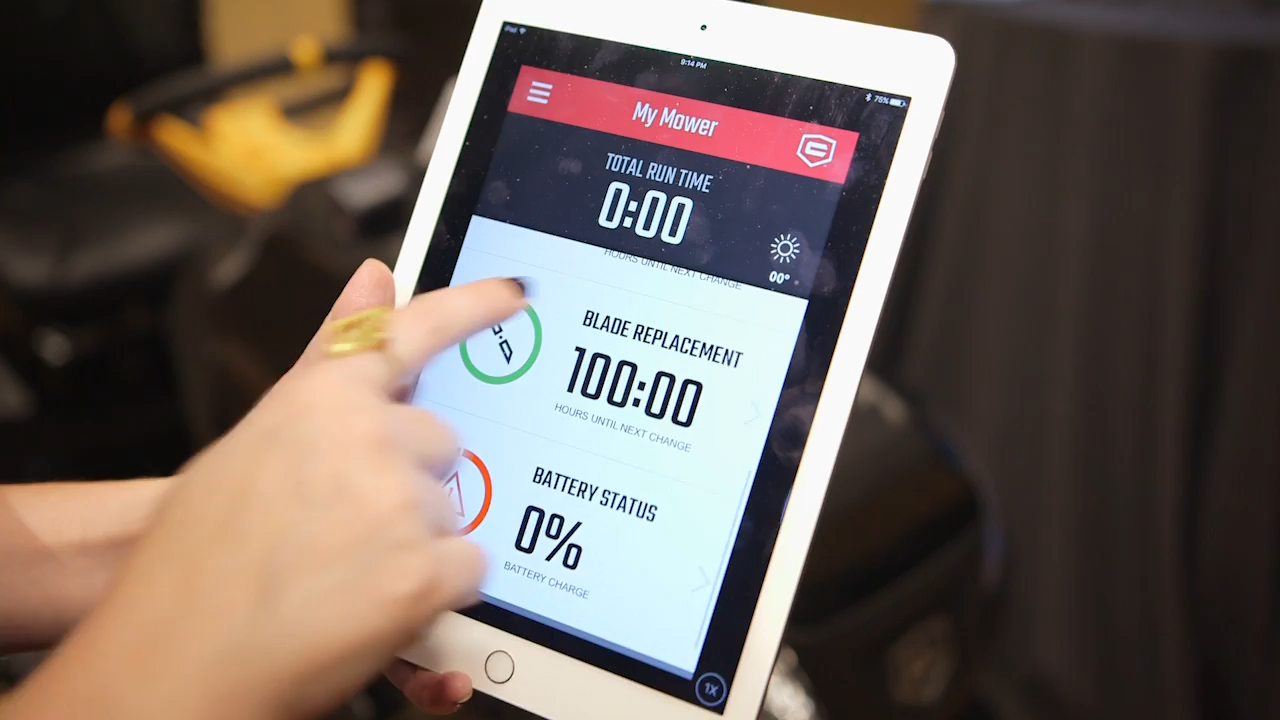 iPad
9:14 PM
75%
My Mower
TOTAL RUN TIME
0:00
00°
HOURS UNTIL NEXT CHANGE
BLADE REPLACEMENT
100:00
HOURS UNTIL NEXT CHANGE
BATTERY STATUS
0%
BATTERY CHARGE
1X